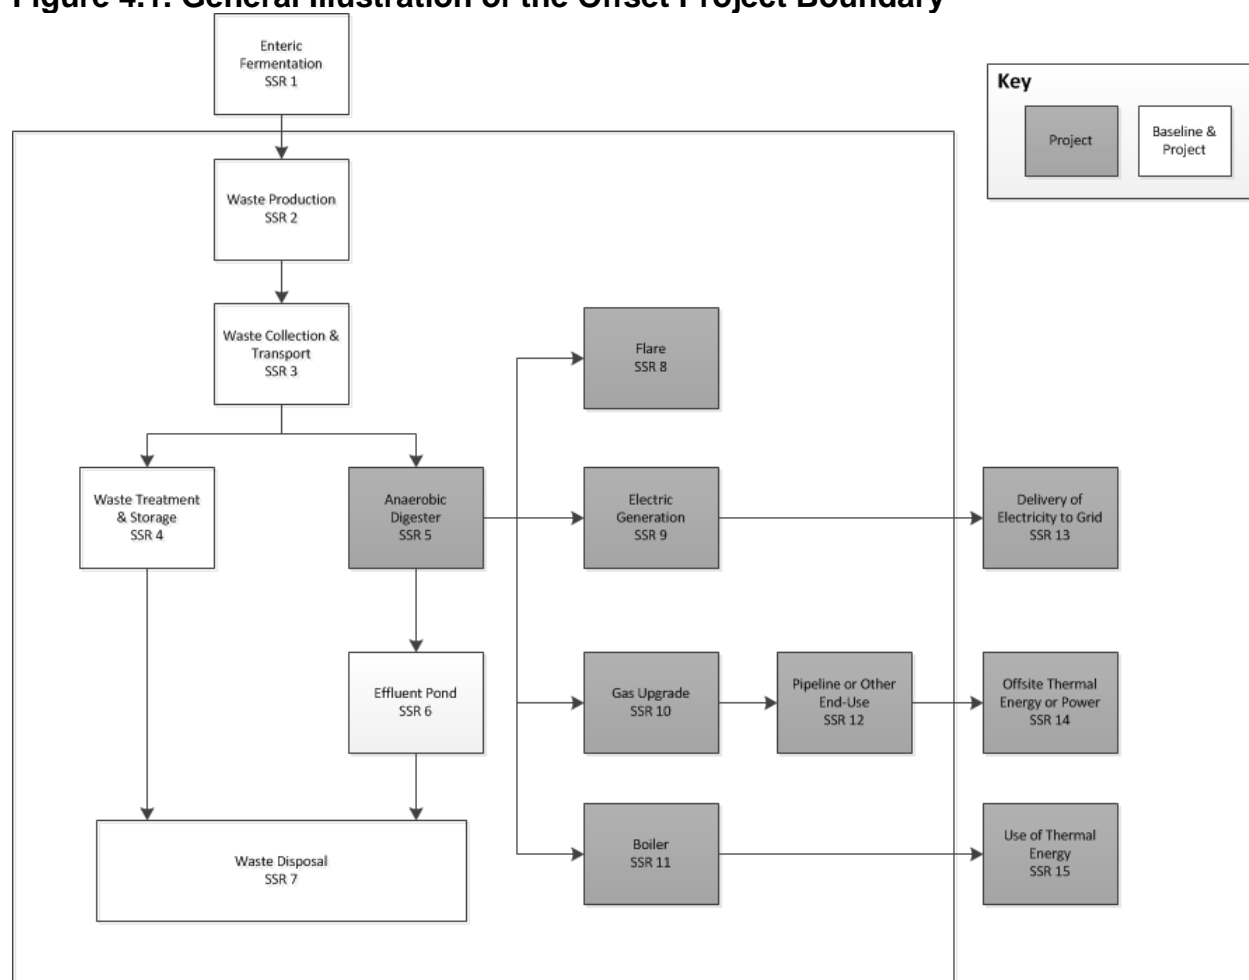 Figure 4.1. General Illustration of the Offset Project Boundary
Enteric
Fermentation
SSR 1
Key
Project
Baseline &
Project
Waste Production
SSR 2
Waste Collection &
Transport
SSR 3
Flare
SSR 8
Waste Treatment
& Storage
SSR 4
Anaerobic
Digester
SSR 5
Electric
Generation
SSR 9
Delivery of
Electricity to Grid
SSR 13
Effluent Pond
SSR 6
Gas Upgrade
SSR 10
Pipeline or Other
End-Use
SSR 12
Offsite Thermal
Energy or Power
SSR 14
Waste Disposal
SSR 7
Boiler
SSR 11
Use of Thermal
Energy
SSR 15